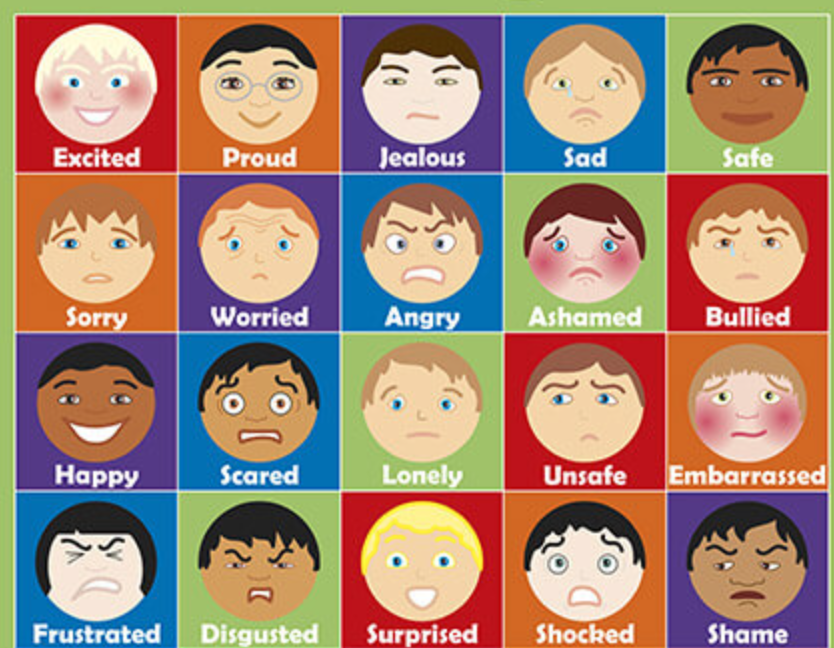 Excited Proud Jealous Sad Safe
Sorry Worried Angry Ashamed Bullied
Happy Scared Lonely Unsafe Embarrassed
Frustrated Disgusted Surprised Shocked Shame